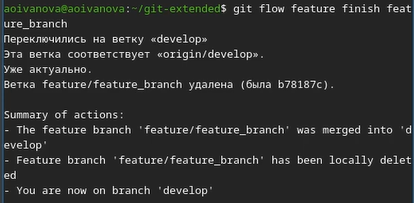 aoivanova@aoivanova:~/git-extended$ git flow feature finish feat
ure_branch
Переключились на ветку «develop»
Эта ветка соответствует «origin/develop».
Уже актуально.
Ветка feature/feature_branch удалена (была b78187c).

Summary of actions:
- The feature branch 'feature/feature_branch' was merged into 'd
evelop'
- Feature branch 'feature/feature_branch' has been locally delet
ed
- You are now on branch 'develop'